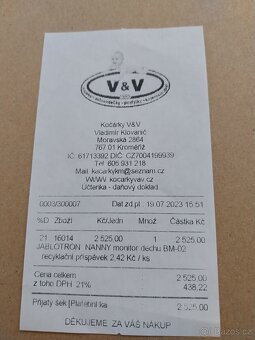 V&V
Kočárky V&V
Vladimír Klovanič
Moravská 2864
767 01 Kroměříž
IČ: 61713392 DIČ: CZ7004199939
Tel: 605 931 218
Mail: kocarkykm@seznam.cz
WWW: kocarkyvav.cz
Účtenka - daňový doklad
0003/300007 Dat.zd.pl.: 19.07.2023 15:51
%D Zboží Kč/Jedn Množ Částka Kč
21 16014 2 525,00 1 2 525,00
JABLOTRON NANNY monitor dechu BM-02
recyklační příspěvek 2,42 Kč / ks
Cena celkem 2 525,00
z toho DPH 21% 438,22
Přijatý šek | Platební ka 2 525,00
DĚKUJEME ZA VÁŠ NÁKUP